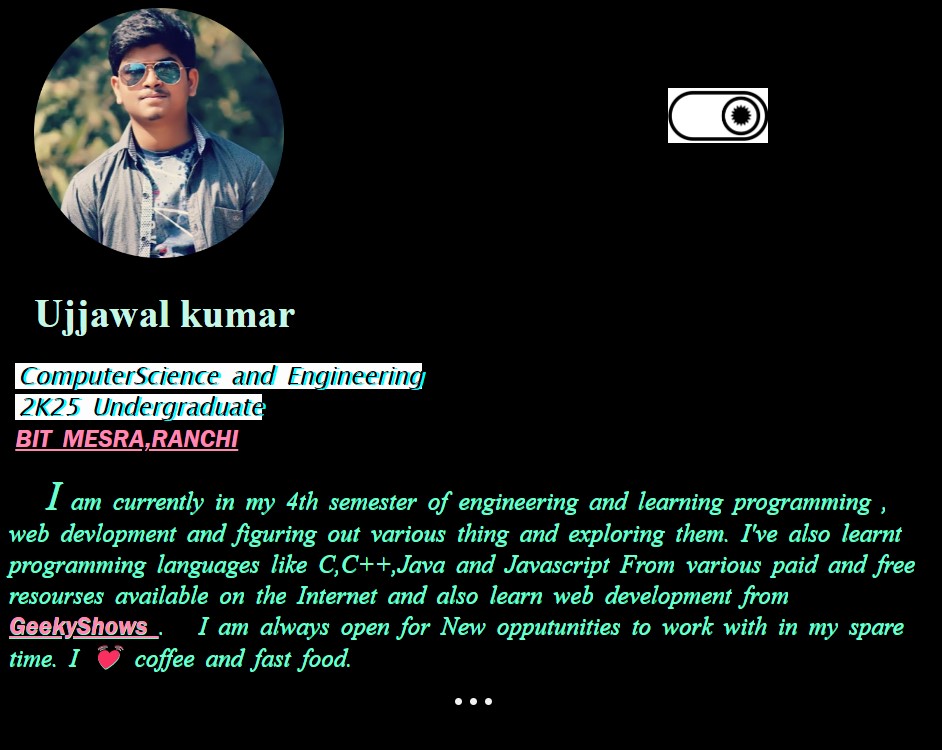 Ujjawal kumar
ComputerScience and Engineering
2K25 Undergraduate
BIT MESRA,RANCHI
I am currently in my 4th semester of engineering and learning programming ,
web devlopment and figuring out various thing and exploring them. I've also learnt
programming languages like C,C++,Java and Javascript From various paid and free
resourses available on the Internet and also learn web development from
GeekyShows . I am always open for New opputunities to work with in my spare
time. I 💓 coffee and fast food.